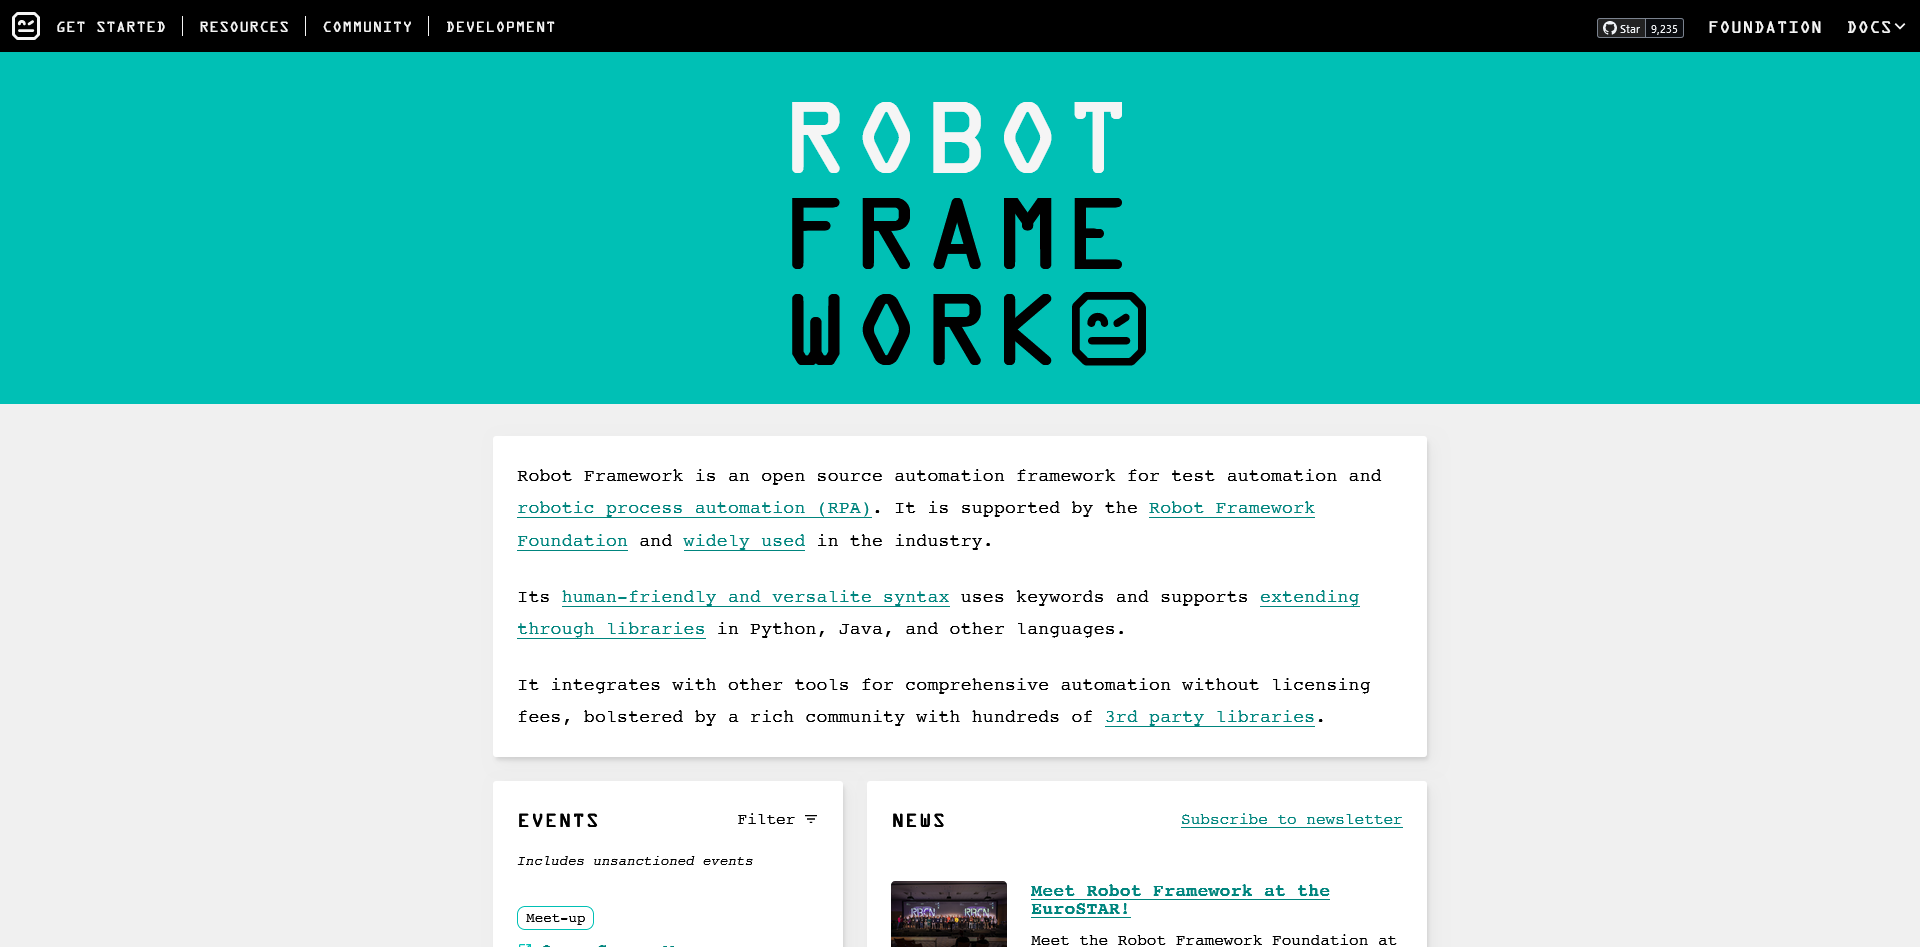 GET STARTED
RESOURCES
COMMUNITY
DEVELOPMENT
Star 9,235
FOUNDATION
DOCS
ROBOT
FRAME
WORK
Robot Framework is an open source automation framework for test automation and
robotic process automation (RPA). It is supported by the Robot Framework
Foundation and widely used in the industry.
Its human-friendly and versalite syntax uses keywords and supports extending
through libraries in Python, Java, and other languages.
It integrates with other tools for comprehensive automation without licensing
fees, bolstered by a rich community with hundreds of 3rd party libraries.
EVENTS
Filter
Includes unsanctioned events
Meet-up
NEWS
Subscribe to newsletter
RBCN RBCN
Meet Robot Framework at the
EuroSTAR!
Meet the Robot Framework Foundation at